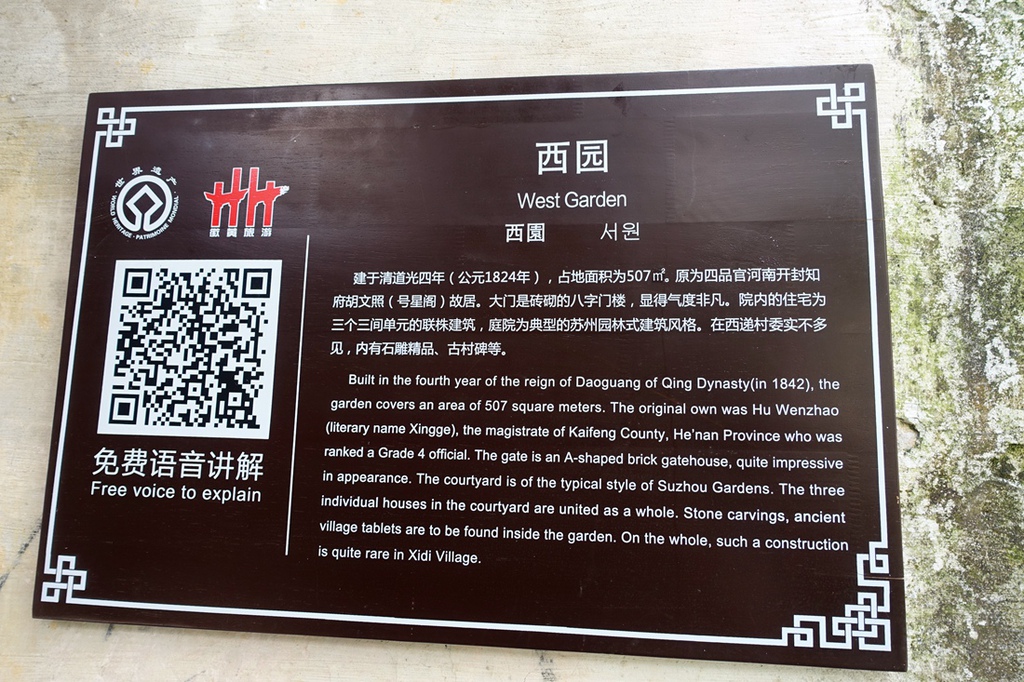 世界遗产
WORLD HERITAGE · PATRIMOINE MONDIAL
徽黄旅游
免费语音讲解
Free voice to explain
西园
West Garden
西園 서원
建于清道光四年（公元1824年），占地面积为507㎡。原为四品官河南开封知
府胡文照（号星阁）故居。大门是砖砌的八字门楼，显得气度非凡。院内的住宅为
三个三间单元的联株建筑，庭院为典型的苏州园林式建筑风格。在西递村委实不多
见，内有石雕精品、古村碑等。
Built in the fourth year of the reign of Daoguang of Qing Dynasty(in 1842), the
garden covers an area of 507 square meters. The original own was Hu Wenzhao
(literary name Xingge), the magistrate of Kaifeng County, He'nan Province who was
ranked a Grade 4 official. The gate is an A-shaped brick gatehouse, quite impressive
in appearance. The courtyard is of the typical style of Suzhou Gardens. The three
individual houses in the courtyard are united as a whole. Stone carvings, ancient
village tablets are to be found inside the garden. On the whole, such a construction
is quite rare in Xidi Village.